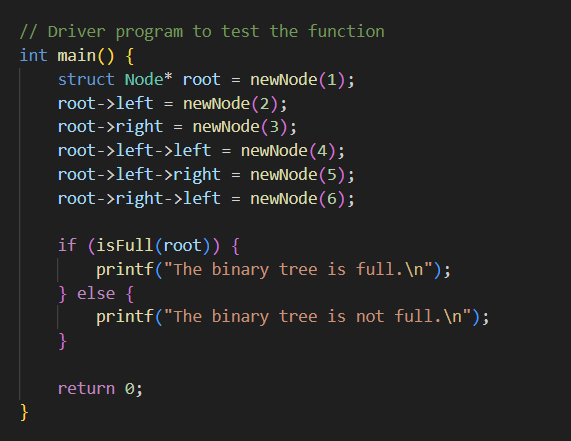 // Driver program to test the function
int main() {
    struct Node* root = newNode(1);
    root->left = newNode(2);
    root->right = newNode(3);
    root->left->left = newNode(4);
    root->left->right = newNode(5);
    root->right->left = newNode(6);

    if (isFull(root)) {
        printf("The binary tree is full.\n");
    } else {
        printf("The binary tree is not full.\n");
    }

    return 0;
}